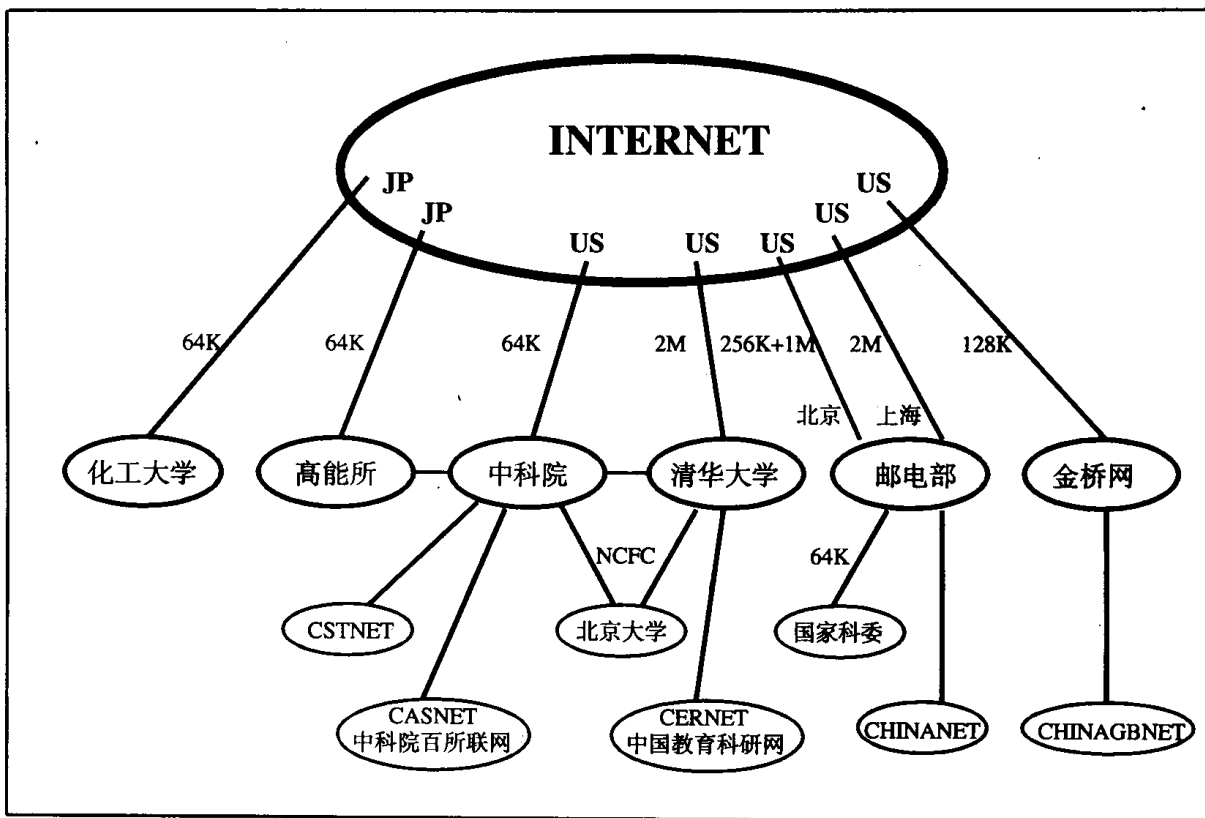 INTERNET
JP
JP
US
US
US
US
US
64K
64K
64K
2M
256K+1M
2M
128K
北京
上海
化工大学
高能所
中科院
清华大学
邮电部
金桥网
NCFC
64K
CSTNET
北京大学
国家科委
CASNET
中科院百所联网
CERNET
中国教育科研网
CHINANET
CHINAGBNET